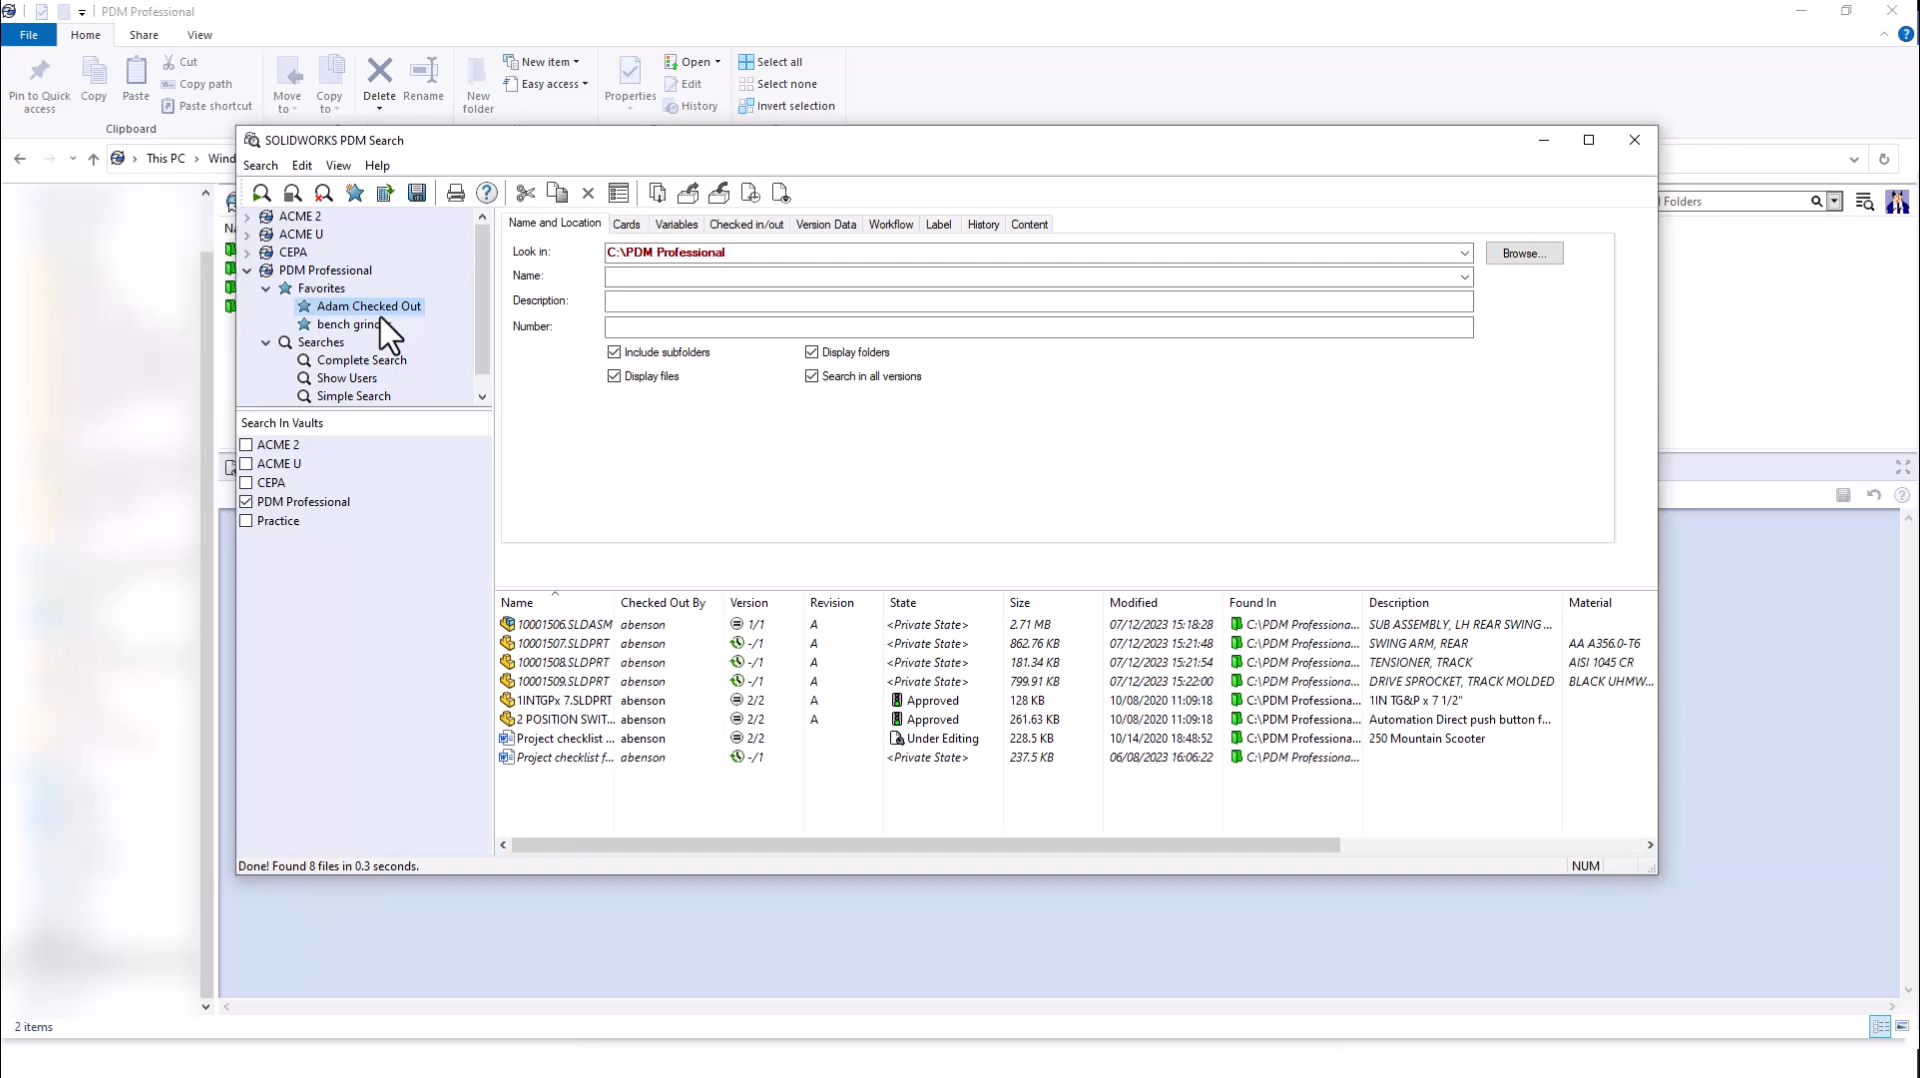 PDM Professional
File Home Share View
Pin to Quick access
Copy
Paste
Cut
Copy path
Paste shortcut
Clipboard
Move to
Copy to
Delete
Rename
New folder
New item
Easy access
Properties
Open
Edit
History
Select all
Select none
Invert selection
This PC > Wind
Folders
SOLIDWORKS PDM Search
Search Edit View Help
ACME 2
ACME U
CEPA
PDM Professional
Favorites
Adam Checked Out
bench grind
Searches
Complete Search
Show Users
Simple Search
Search In Vaults
ACME 2
ACME U
CEPA
PDM Professional
Practice
Name and Location Cards Variables Checked in/out Version Data Workflow Label History Content
Look in: C:\PDM Professional Browse...
Name:
Description:
Number:
Include subfolders Display folders
Display files Search in all versions
Name Checked Out By Version Revision State Size Modified Found In Description Material
10001506.SLDASM abenson 1/1 A <Private State> 2.71 MB 07/12/2023 15:18:28 C:\PDM Professiona... SUB ASSEMBLY, LH REAR SWING ...
10001507.SLDPRT abenson -/1 A <Private State> 862.76 KB 07/12/2023 15:21:48 C:\PDM Professiona... SWING ARM, REAR AA A356.0-T6
10001508.SLDPRT abenson -/1 A <Private State> 181.34 KB 07/12/2023 15:21:54 C:\PDM Professiona... TENSIONER, TRACK AISI 1045 CR
10001509.SLDPRT abenson -/1 A <Private State> 799.91 KB 07/12/2023 15:22:00 C:\PDM Professiona... DRIVE SPROCKET, TRACK MOLDED BLACK UHMW...
1INTGPx 7.SLDPRT abenson 2/2 A Approved 128 KB 10/08/2020 11:09:18 C:\PDM Professiona... 1IN TG&P x 7 1/2"
2 POSITION SWIT... abenson 2/2 A Approved 261.63 KB 10/08/2020 11:09:18 C:\PDM Professiona... Automation Direct push button f...
Project checklist ... abenson 2/2 Under Editing 228.5 KB 10/14/2020 18:48:52 C:\PDM Professiona... 250 Mountain Scooter
Project checklist f... abenson -/1 <Private State> 237.5 KB 06/08/2023 16:06:22 C:\PDM Professiona...
Done! Found 8 files in 0.3 seconds. NUM
2 items